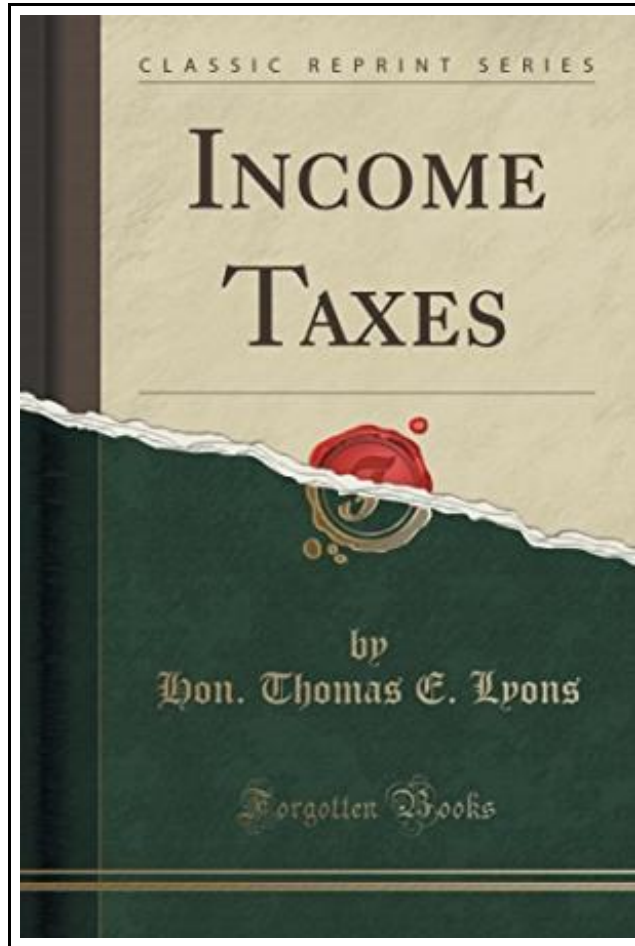 CLASSIC REPRINT SERIES
INCOME
TAXES
by
Hon. Thomas E. Lyons
Forgotten Books